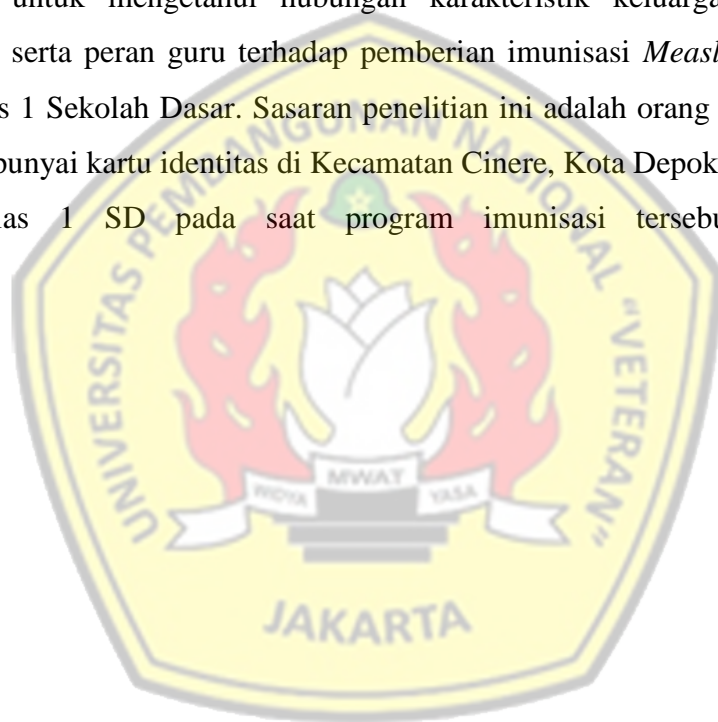 untuk mengetahui hubungan karakteristik keluarga
serta peran guru terhadap pemberian imunisasi Measl
s 1 Sekolah Dasar. Sasaran penelitian ini adalah orang
punyai kartu identitas di Kecamatan Cinere, Kota Depok
las 1 SD pada saat program imunisasi tersebu
UNIVERSITAS PEMBANGUNAN NASIONAL "VETERAN"
WIDYA MWAT YASA
JAKARTA